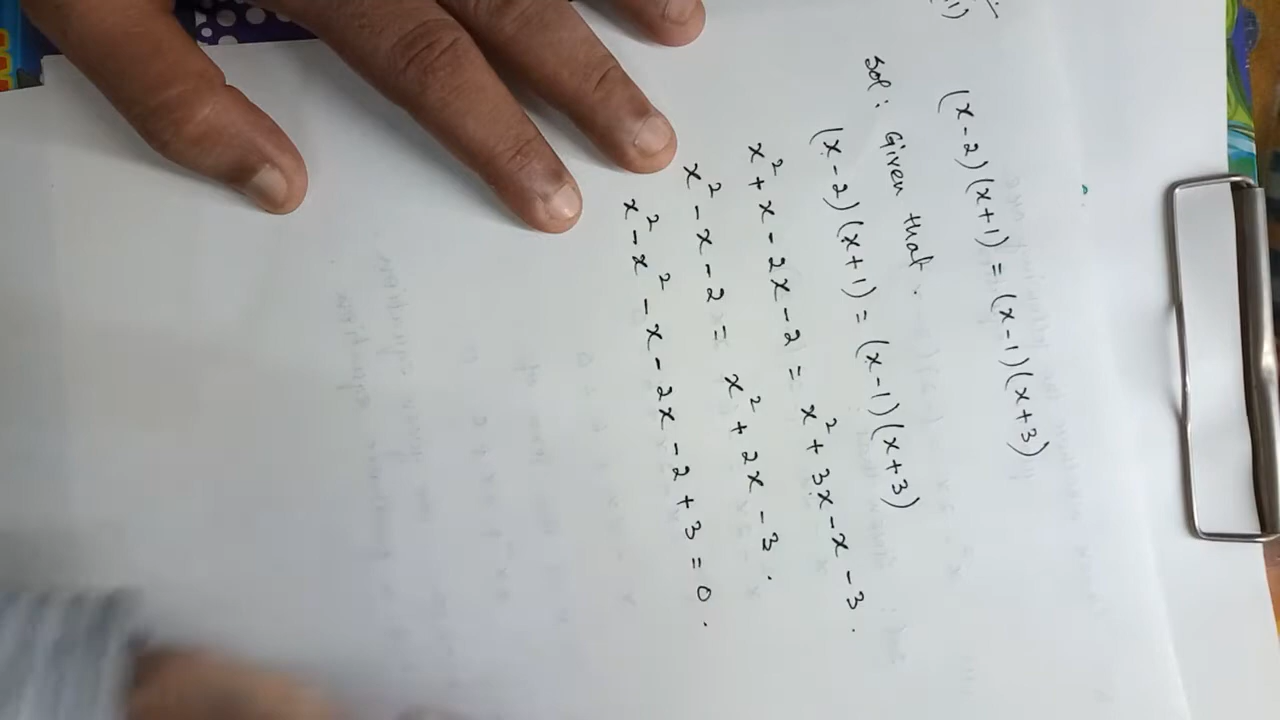 (x-2)(x+1) = (x-1)(x+3)
Sol: Given that.
(x-2)(x+1) = (x-1)(x+3)
x² + x - 2x - 2 = x² + 3x - x - 3.
x² - x - 2 = x² + 2x - 3.
x² - x² - x - 2x - 2 + 3 = 0.